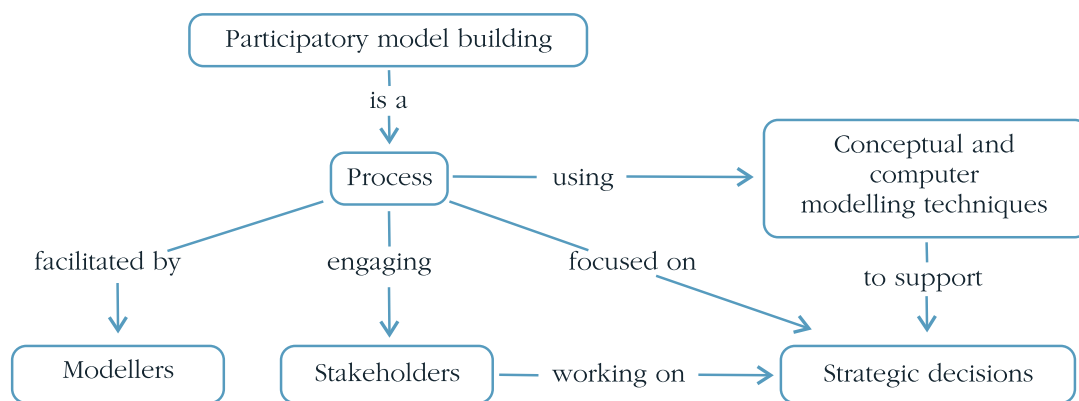 Participatory model building
is a
Process
using
Conceptual and
computer
modelling techniques
facilitated by
engaging
focused on
to support
Modellers
Stakeholders
working on
Strategic decisions